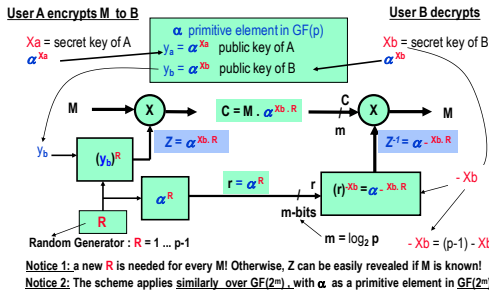 User A encrypts M to B
User B decrypts
α primitive element in GF(p)
Xa = secret key of A
α^Xa
y_a = α^Xa public key of A
y_b = α^Xb public key of B
Xb = secret key of B
α^Xb
M
X
C = M . α^Xb . R
C
m
X
M
Z = α^Xb. R
Z^-1 = α^- Xb. R
y_b
(y_b)^R
α^R
r = α^R
r
m-bits
(r)^-Xb = α^- Xb. R
- Xb
R
Random Generator : R = 1 ... p-1
m = log_2 p
- Xb = (p-1) - Xb
Notice 1: a new R is needed for every M! Otherwise, Z can be easily revealed if M is known!
Notice 2: The scheme applies similarly over GF(2^m) , with α as a primitive element in GF(2^m)